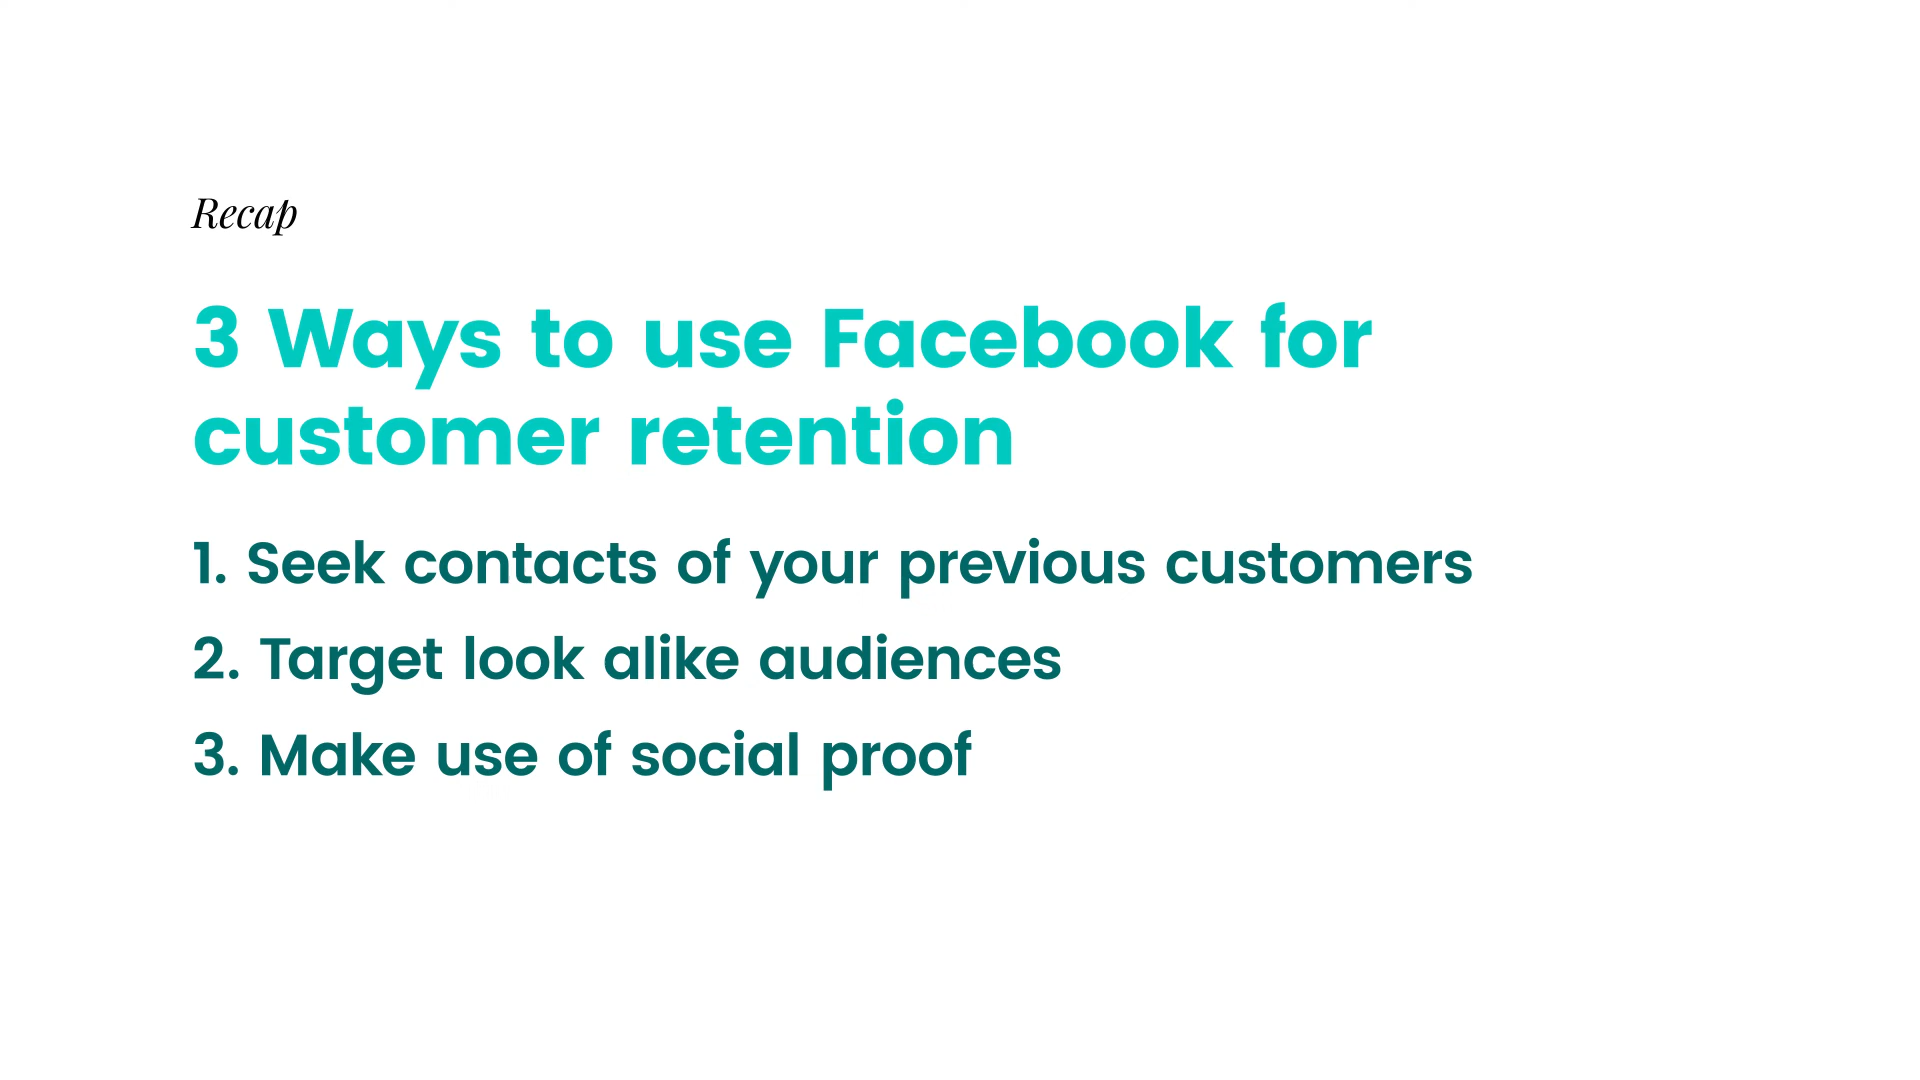 Recap
3 Ways to use Facebook for
customer retention
1. Seek contacts of your previous customers
2. Target look alike audiences
3. Make use of social proof